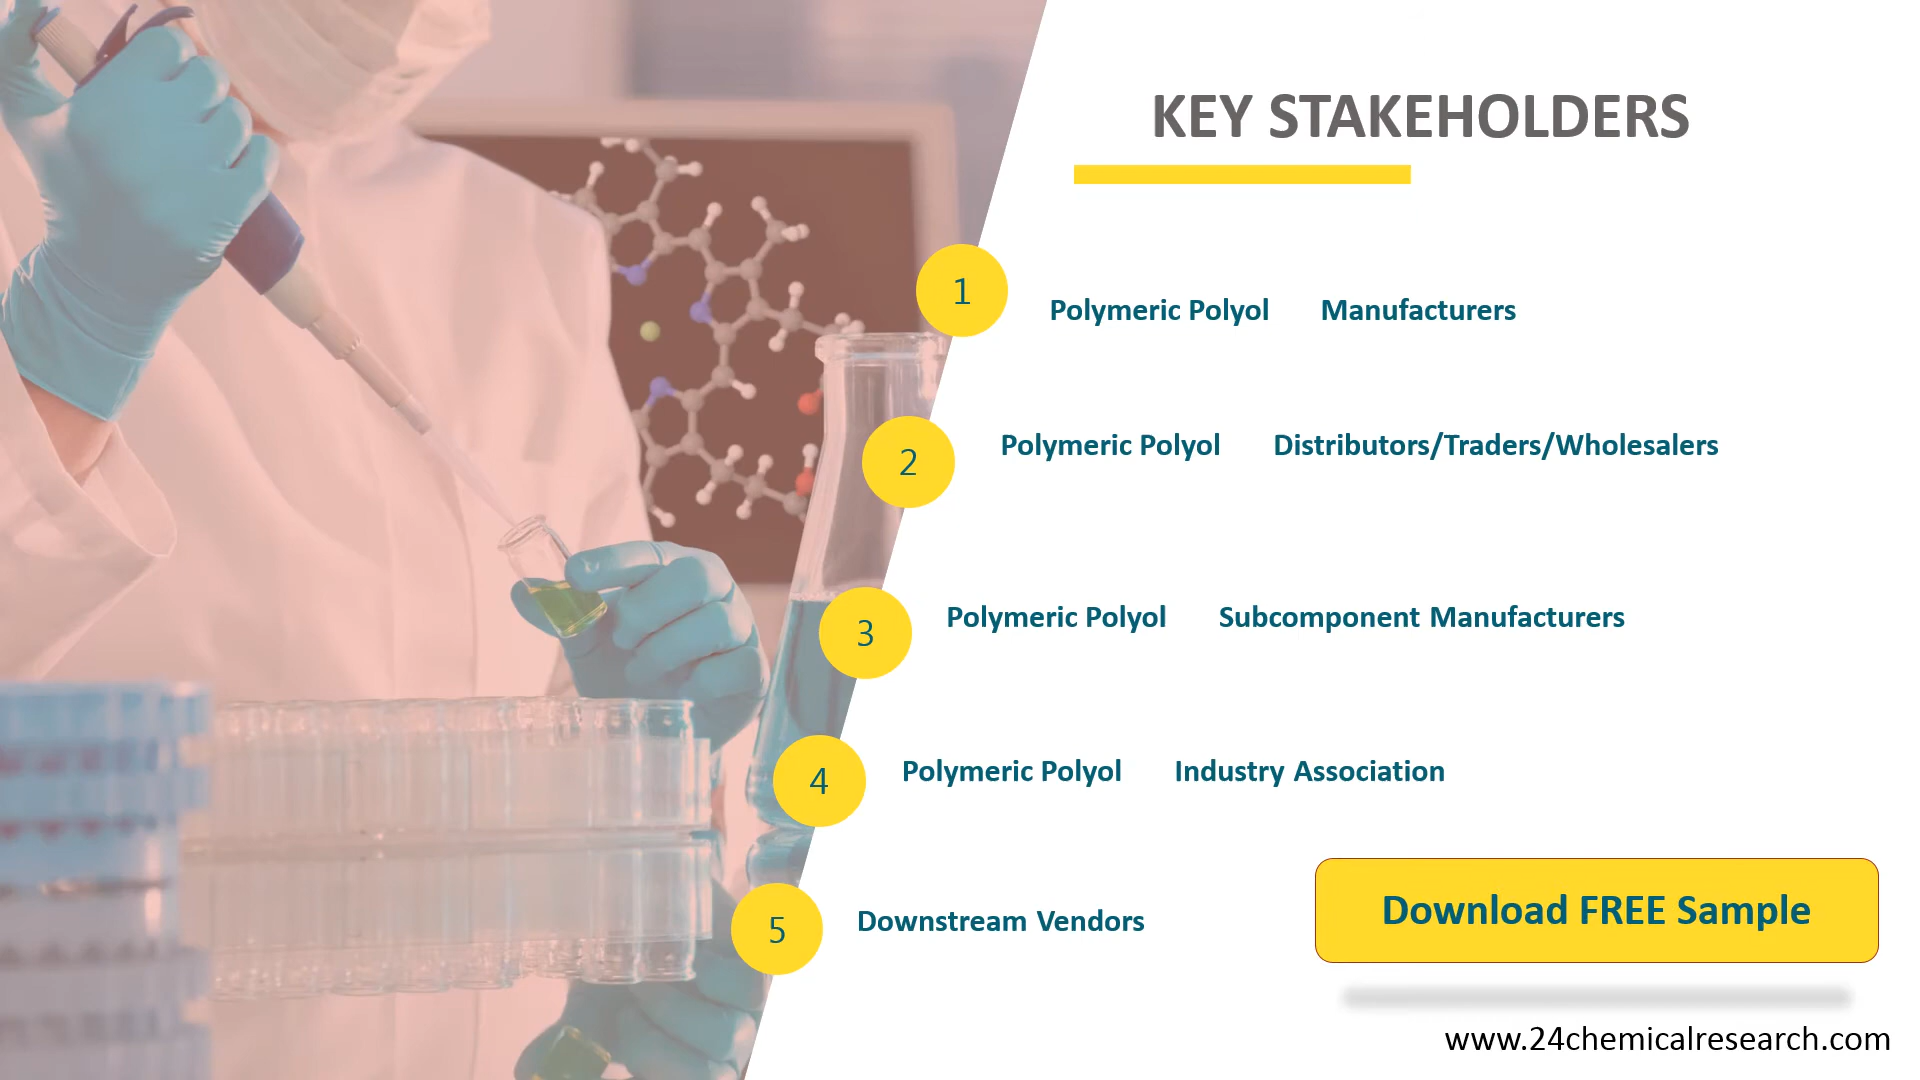 KEY STAKEHOLDERS
1 Polymeric Polyol Manufacturers
2 Polymeric Polyol Distributors/Traders/Wholesalers
3 Polymeric Polyol Subcomponent Manufacturers
4 Polymeric Polyol Industry Association
5 Downstream Vendors
Download FREE Sample
www.24chemicalresearch.com